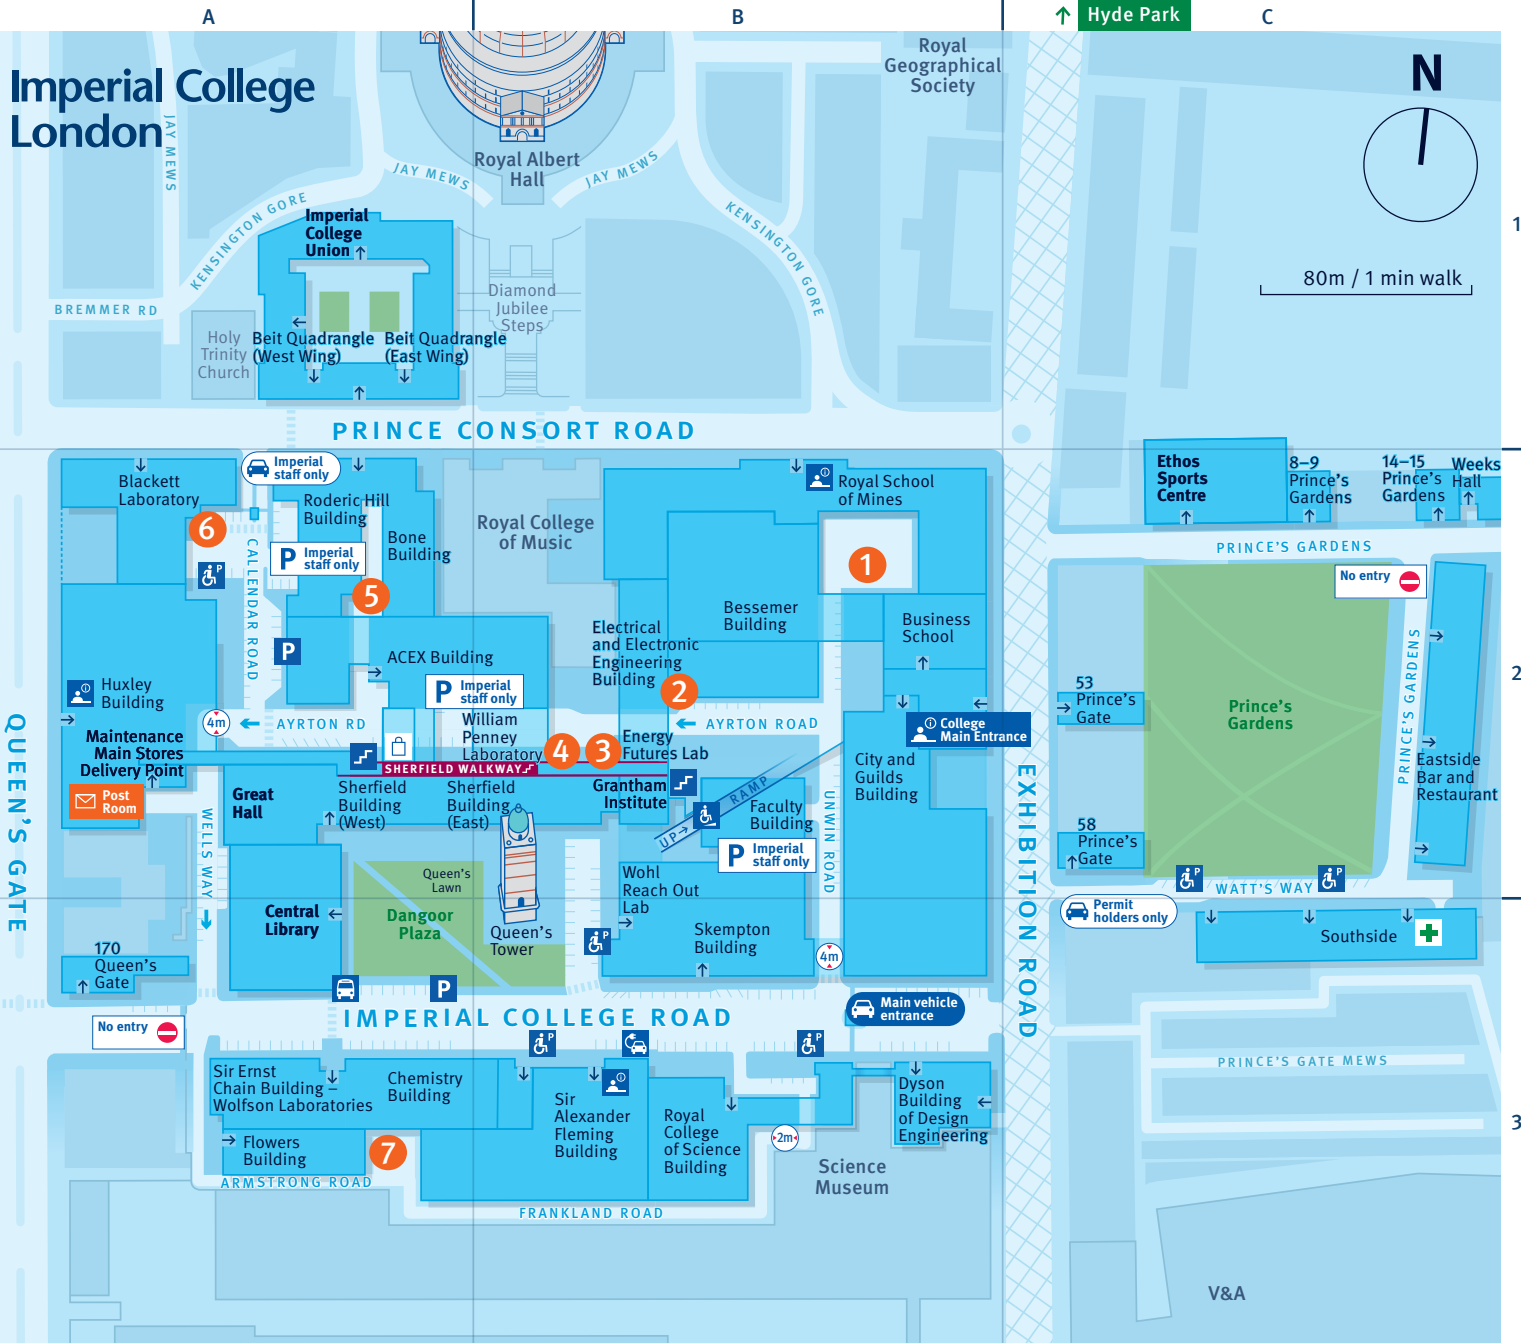 A
B
Hyde Park
C
Imperial College
London
N
80m / 1 min walk
1
Royal
Geographical
Society
Royal Albert
Hall
JAY MEWS
JAY MEWS
JAY MEWS
KENSINGTON GORE
KENSINGTON GORE
BREMMER RD
Imperial
College
Union
Diamond
Jubilee
Steps
Holy
Trinity
Church
Beit Quadrangle
(West Wing)
Beit Quadrangle
(East Wing)
PRINCE CONSORT ROAD
Blackett
Laboratory
Imperial
staff only
Roderic Hill
Building
6
P Imperial
staff only
Bone
Building
5
CALLENDAR ROAD
P
P
Royal College
of Music
Royal School
of Mines
1
Bessemer
Building
Business
School
Electrical
and Electronic
Engineering
Building
2
ACEX Building
P Imperial
staff only
Huxley
Building
4m
AYRTON RD
AYRTON ROAD
William
Penney
Laboratory
4
3
Energy
Futures Lab
SHERFIELD WALKWAY
Maintenance
Main Stores
Delivery Point
Post
Room
Great
Hall
Sherfield
Building
(West)
Sherfield
Building
(East)
Grantham
Institute
UP
RAMP
Faculty
Building
P Imperial
staff only
City and
Guilds
Building
College
Main Entrance
UNWIN ROAD
EXHIBITION ROAD
QUEEN'S GATE
WELLS WAY
Queen's
Lawn
Dangoor
Plaza
Central
Library
Queen's
Tower
Wohl
Reach Out
Lab
Skempton
Building
P
4m
170
Queen's
Gate
P
No entry
IMPERIAL COLLEGE ROAD
Main vehicle
entrance
Ethos
Sports
Centre
8–9
Prince's
Gardens
14–15
Prince's
Gardens
Weeks
Hall
PRINCE'S GARDENS
No entry
2
53
Prince's
Gate
Prince's
Gardens
PRINCE'S GARDENS
Eastside
Bar and
Restaurant
58
Prince's
Gate
P
P
WATT'S WAY
Permit
holders only
Southside
PRINCE'S GATE MEWS
3
P
P
Sir Ernst
Chain Building –
Wolfson Laboratories
Chemistry
Building
Sir
Alexander
Fleming
Building
Royal
College
of Science
Building
Dyson
Building
of Design
Engineering
2m
Flowers
Building
7
ARMSTRONG ROAD
FRANKLAND ROAD
Science
Museum
V&A